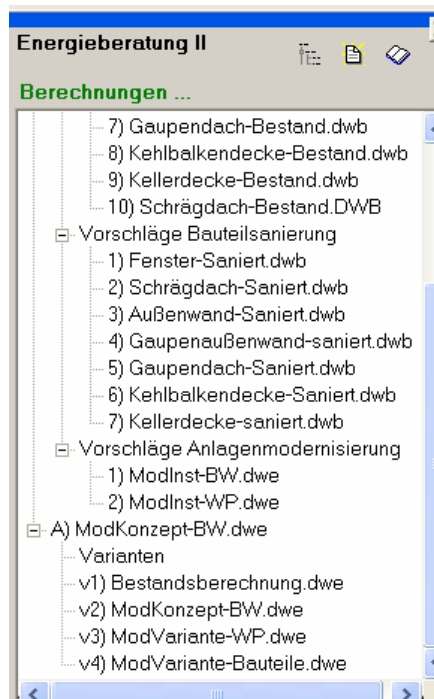 Energieberatung II
Berechnungen ...
7) Gaupendach-Bestand.dwb
8) Kehlbalkendecke-Bestand.dwb
9) Kellerdecke-Bestand.dwb
10) Schrägdach-Bestand.DWB
Vorschläge Bauteilsanierung
1) Fenster-Saniert.dwb
2) Schrägdach-Saniert.dwb
3) Außenwand-Saniert.dwb
4) Gaupenaußenwand-saniert.dwb
5) Gaupendach-Saniert.dwb
6) Kehlbalkendecke-Saniert.dwb
7) Kellerdecke-saniert.dwb
Vorschläge Anlagenmodernisierung
1) ModInst-BW.dwe
2) ModInst-WP.dwe
A) ModKonzept-BW.dwe
Varianten
v1) Bestandsberechnung.dwe
v2) ModKonzept-BW.dwe
v3) ModVariante-WP.dwe
v4) ModVariante-Bauteile.dwe